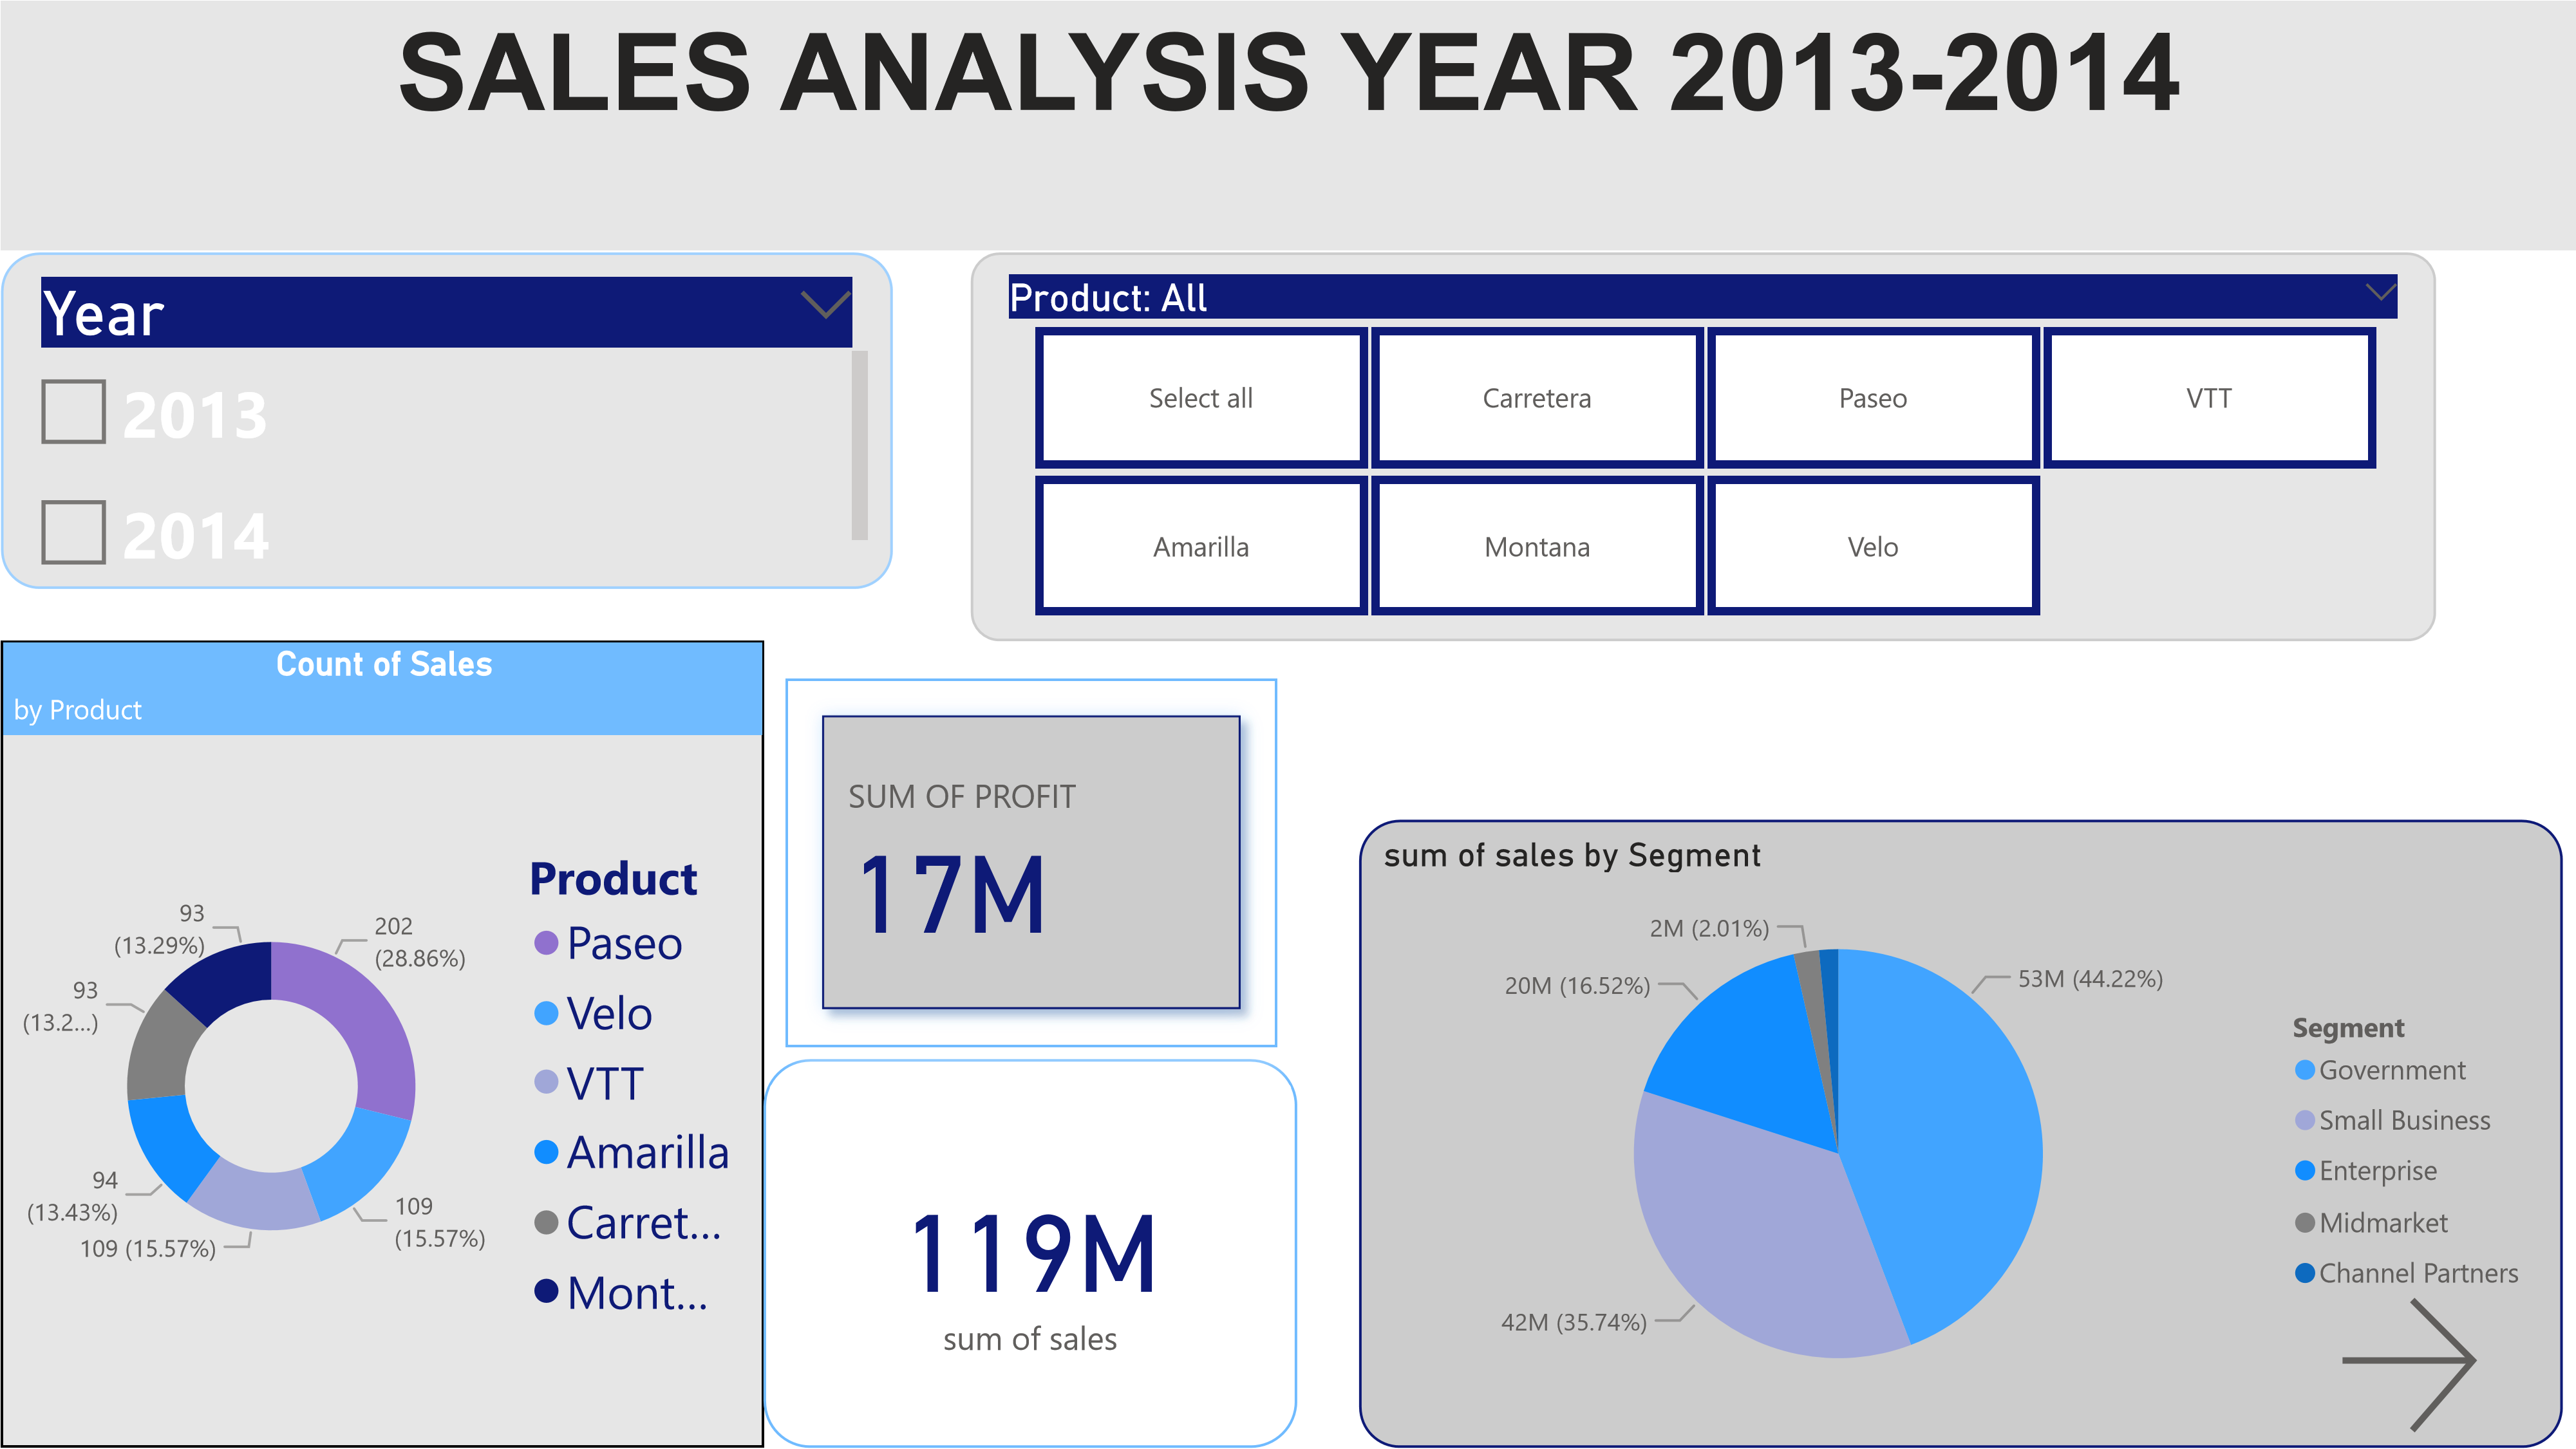 SALES ANALYSIS YEAR 2013-2014
Year
2013
2014
Product: All
Select all
Carretera
Paseo
VTT
Amarilla
Montana
Velo
Count of Sales
by Product
93
(13.29%)
202
(28.86%)
93
(13.2...)
94
(13.43%)
109 (15.57%)
109
(15.57%)
Product
Paseo
Velo
VTT
Amarilla
Carret...
Mont...
SUM OF PROFIT
17M
119M
sum of sales
sum of sales by Segment
2M (2.01%)
20M (16.52%)
53M (44.22%)
42M (35.74%)
Segment
Government
Small Business
Enterprise
Midmarket
Channel Partners